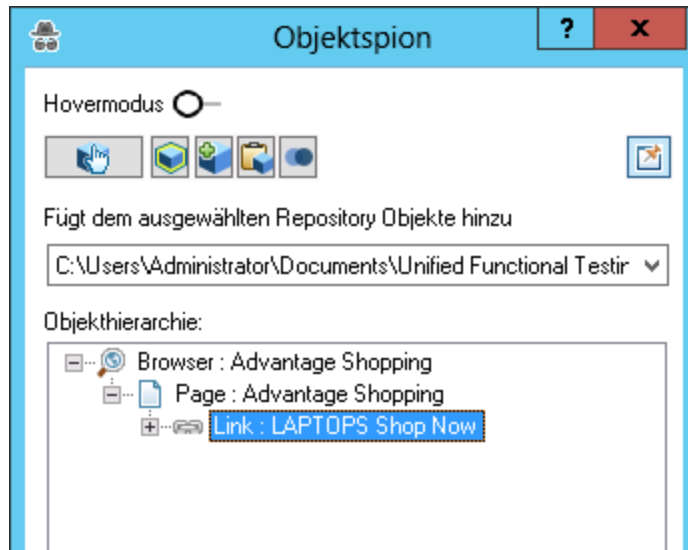 Objektspion
?
x
Hovermodus
Fügt dem ausgewählten Repository Objekte hinzu
C:\Users\Administrator\Documents\Unified Functional Testir
Objekthierarchie:
Browser : Advantage Shopping
Page : Advantage Shopping
Link : LAPTOPS Shop Now